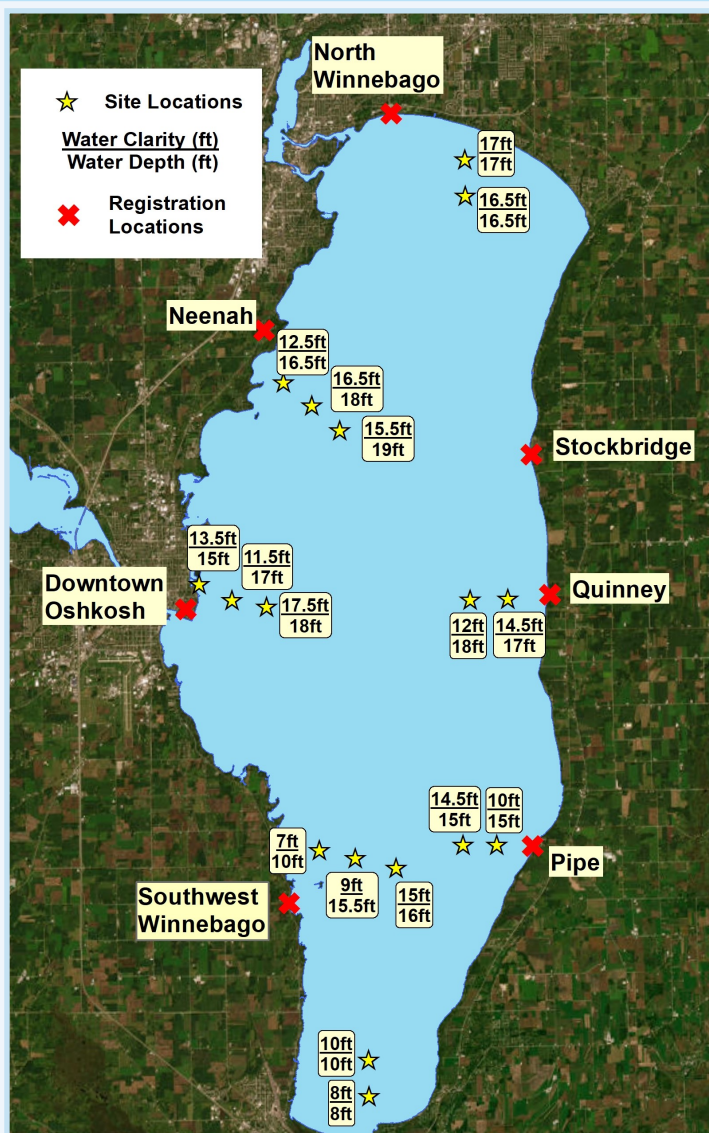 North
Winnebago
Site Locations
Water Clarity (ft)
Water Depth (ft)
Registration
Locations
17ft
17ft
16.5ft
16.5ft
Neenah
12.5ft
16.5ft
16.5ft
18ft
15.5ft
19ft
Stockbridge
13.5ft
15ft
11.5ft
17ft
17.5ft
18ft
Downtown
Oshkosh
12ft
18ft
14.5ft
17ft
Quinney
14.5ft
15ft
10ft
15ft
Pipe
7ft
10ft
9ft
15.5ft
15ft
16ft
Southwest
Winnebago
10ft
10ft
8ft
8ft